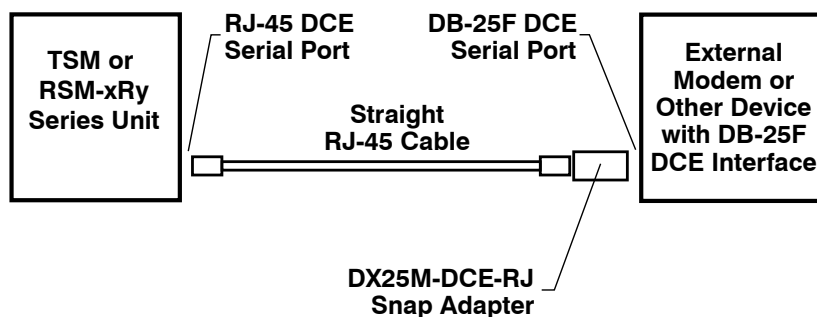 TSM or
RSM-xRy
Series Unit
RJ-45 DCE
Serial Port
Straight
RJ-45 Cable
DB-25F DCE
Serial Port
External
Modem or
Other Device
with DB-25F
DCE Interface
DX25M-DCE-RJ
Snap Adapter